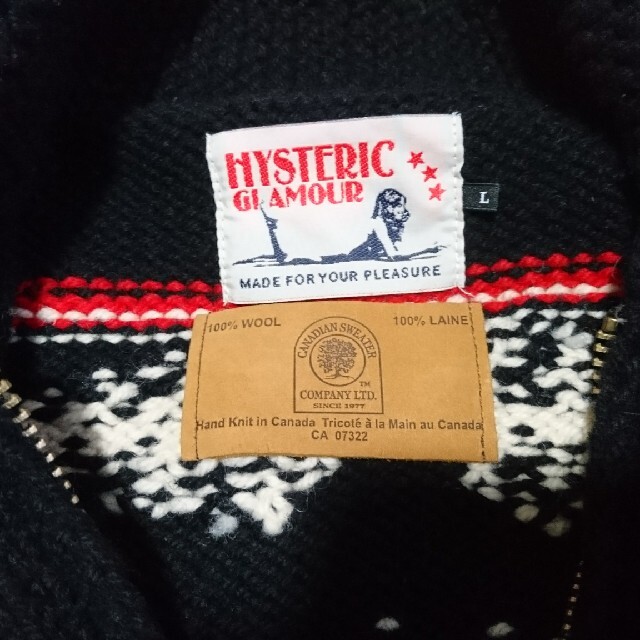 HYSTERIC
GLAMOUR
MADE FOR YOUR PLEASURE
L
100% WOOL 100% LAINE
CANADIAN SWEATER
COMPANY LTD.
TM
SINCE 1977
Hand Knit in Canada Tricoté à la Main au Canada
CA 07322